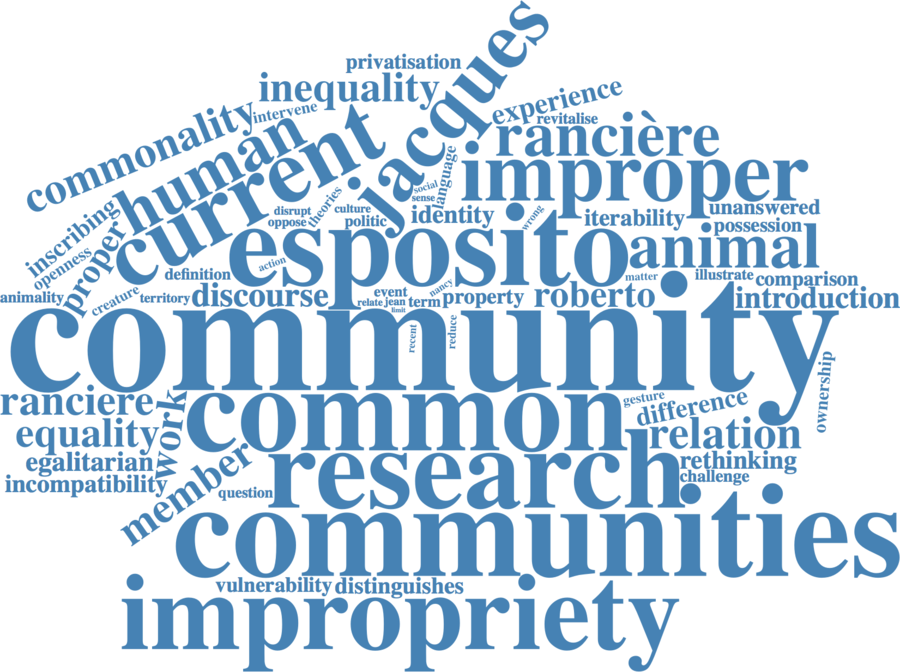 jacques
privatisation
inequality
experience
commonality
intervene
revitalise
human
rancière
current
language
improper
social
sense
theories
inscribing
disrupt
culture
oppose
politic
identity
wrong
iterability
unanswered
possession
openness
proper
esposito
animal
action
definition
matter
illustrate
comparison
animality
creature
territory
discourse
event
nancy
relate
jean
term
property
roberto
introduction
limit
community
recent
reduce
ownership
ranciere
work
common
gesture
difference
equality
relation
egalitarian
member
research
rethinking
incompatibility
question
challenge
communities
vulnerability
distinguishes
impropriety